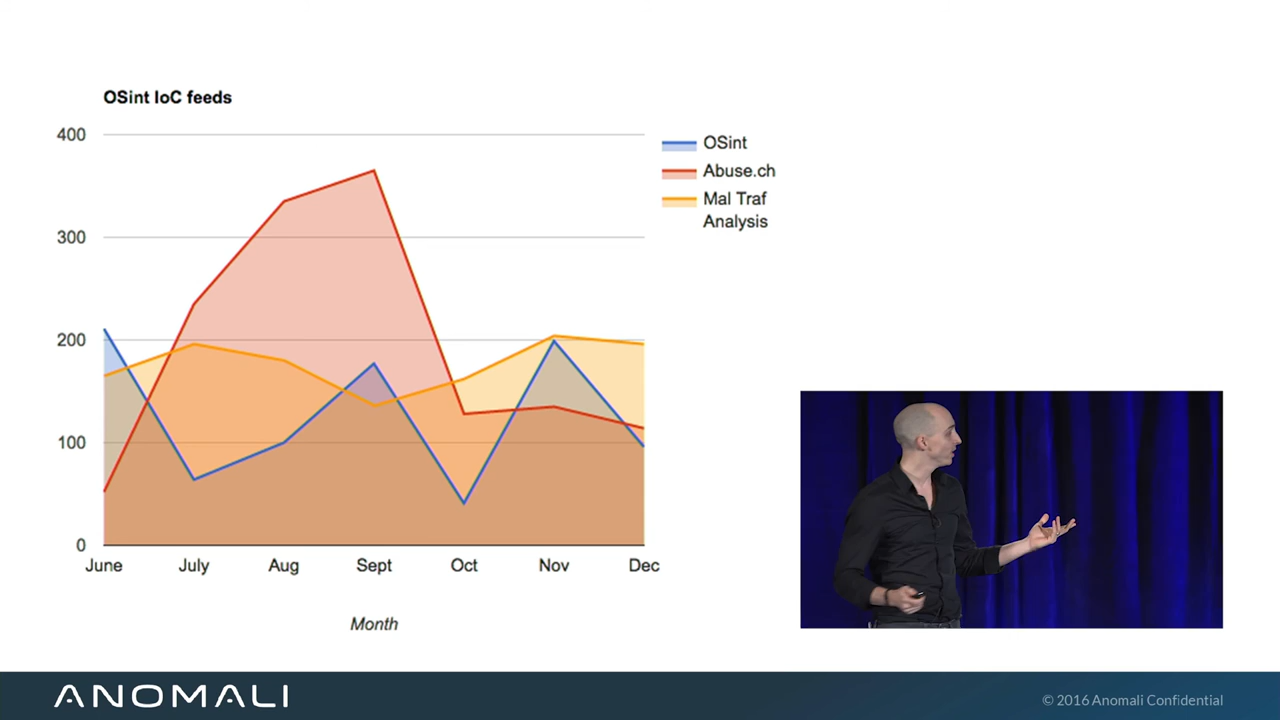 OSint IoC feeds
400
300
200
100
0
OSint
Abuse.ch
Mal Traf
Analysis
June July Aug Sept Oct Nov Dec
Month
ANOMALI
© 2016 Anomali Confidential